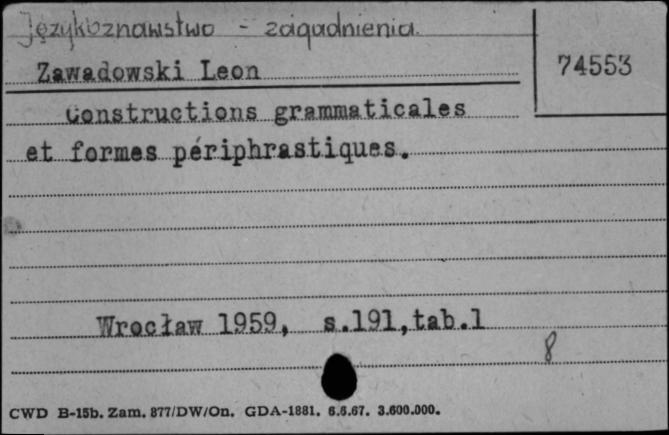 Językoznawstwo - zagadnienia.
Zawadowski Leon
74553
Constructions grammaticales
et formes périphrastiques.
Wrocław 1959, s.191,tab.1
8
CWD B-15b. Zam. 877/DW/On. GDA-1881. 6.6.67. 3.600.000.